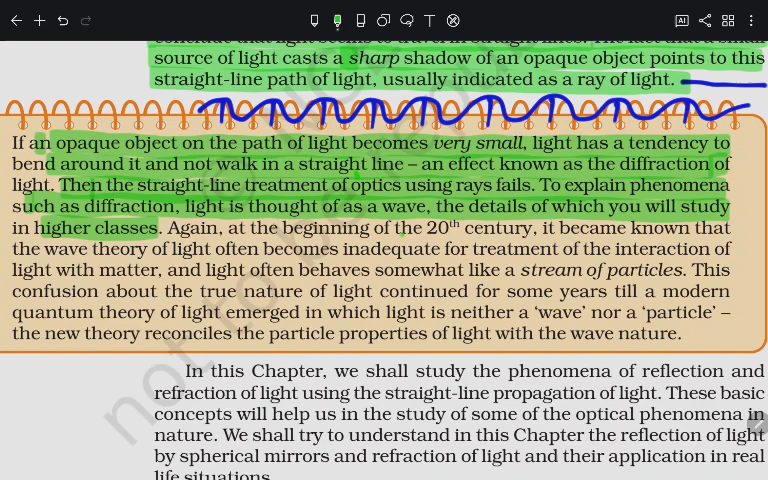 source of light casts a sharp shadow of an opaque object points to this
straight-line path of light, usually indicated as a ray of light.
If an opaque object on the path of light becomes very small, light has a tendency to
bend around it and not walk in a straight line – an effect known as the diffraction of
light. Then the straight-line treatment of optics using rays fails. To explain phenomena
such as diffraction, light is thought of as a wave, the details of which you will study
in higher classes. Again, at the beginning of the 20th century, it became known that
the wave theory of light often becomes inadequate for treatment of the interaction of
light with matter, and light often behaves somewhat like a stream of particles. This
confusion about the true nature of light continued for some years till a modern
quantum theory of light emerged in which light is neither a ‘wave’ nor a ‘particle’ –
the new theory reconciles the particle properties of light with the wave nature.
In this Chapter, we shall study the phenomena of reflection and
refraction of light using the straight-line propagation of light. These basic
concepts will help us in the study of some of the optical phenomena in
nature. We shall try to understand in this Chapter the reflection of light
by spherical mirrors and refraction of light and their application in real
life situations.
not to be